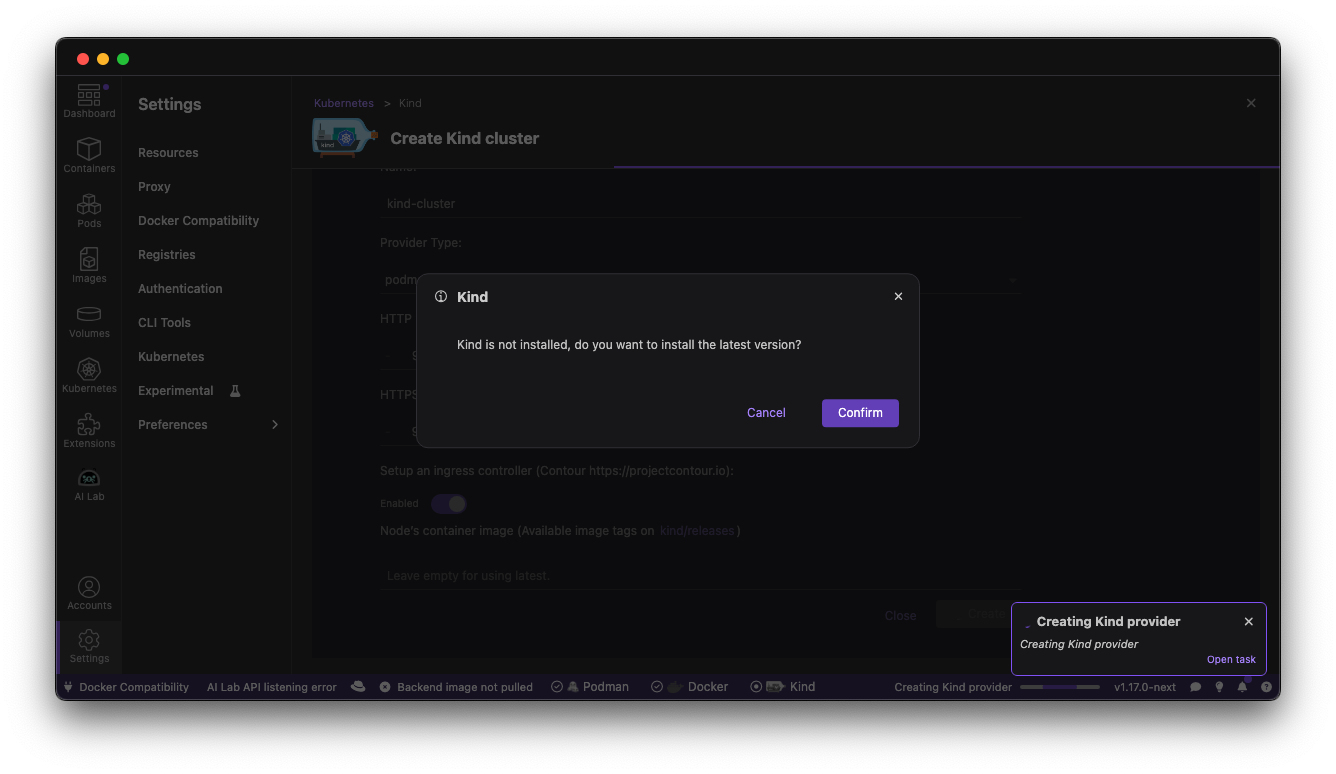 Dashboard
Containers
Pods
Images
Volumes
Kubernetes
Extensions
AI Lab
Accounts
Settings
Settings
Resources
Proxy
Docker Compatibility
Registries
Authentication
CLI Tools
Kubernetes
Experimental
Preferences
Kubernetes > Kind
kind
Create Kind cluster
Name:
kind-cluster
Provider Type:
HTTP
HTTPS
Kind
Kind is not installed, do you want to install the latest version?
Cancel
Confirm
Setup an ingress controller (Contour https://projectcontour.io):
Enabled
Node's container image (Available image tags on kind/releases)
Leave empty for using latest.
Close
Creating Kind provider
Creating Kind provider
Open task
Docker Compatibility
AI Lab API listening error
Backend image not pulled
Podman
Docker
Kind
Creating Kind provider
v1.17.0-next